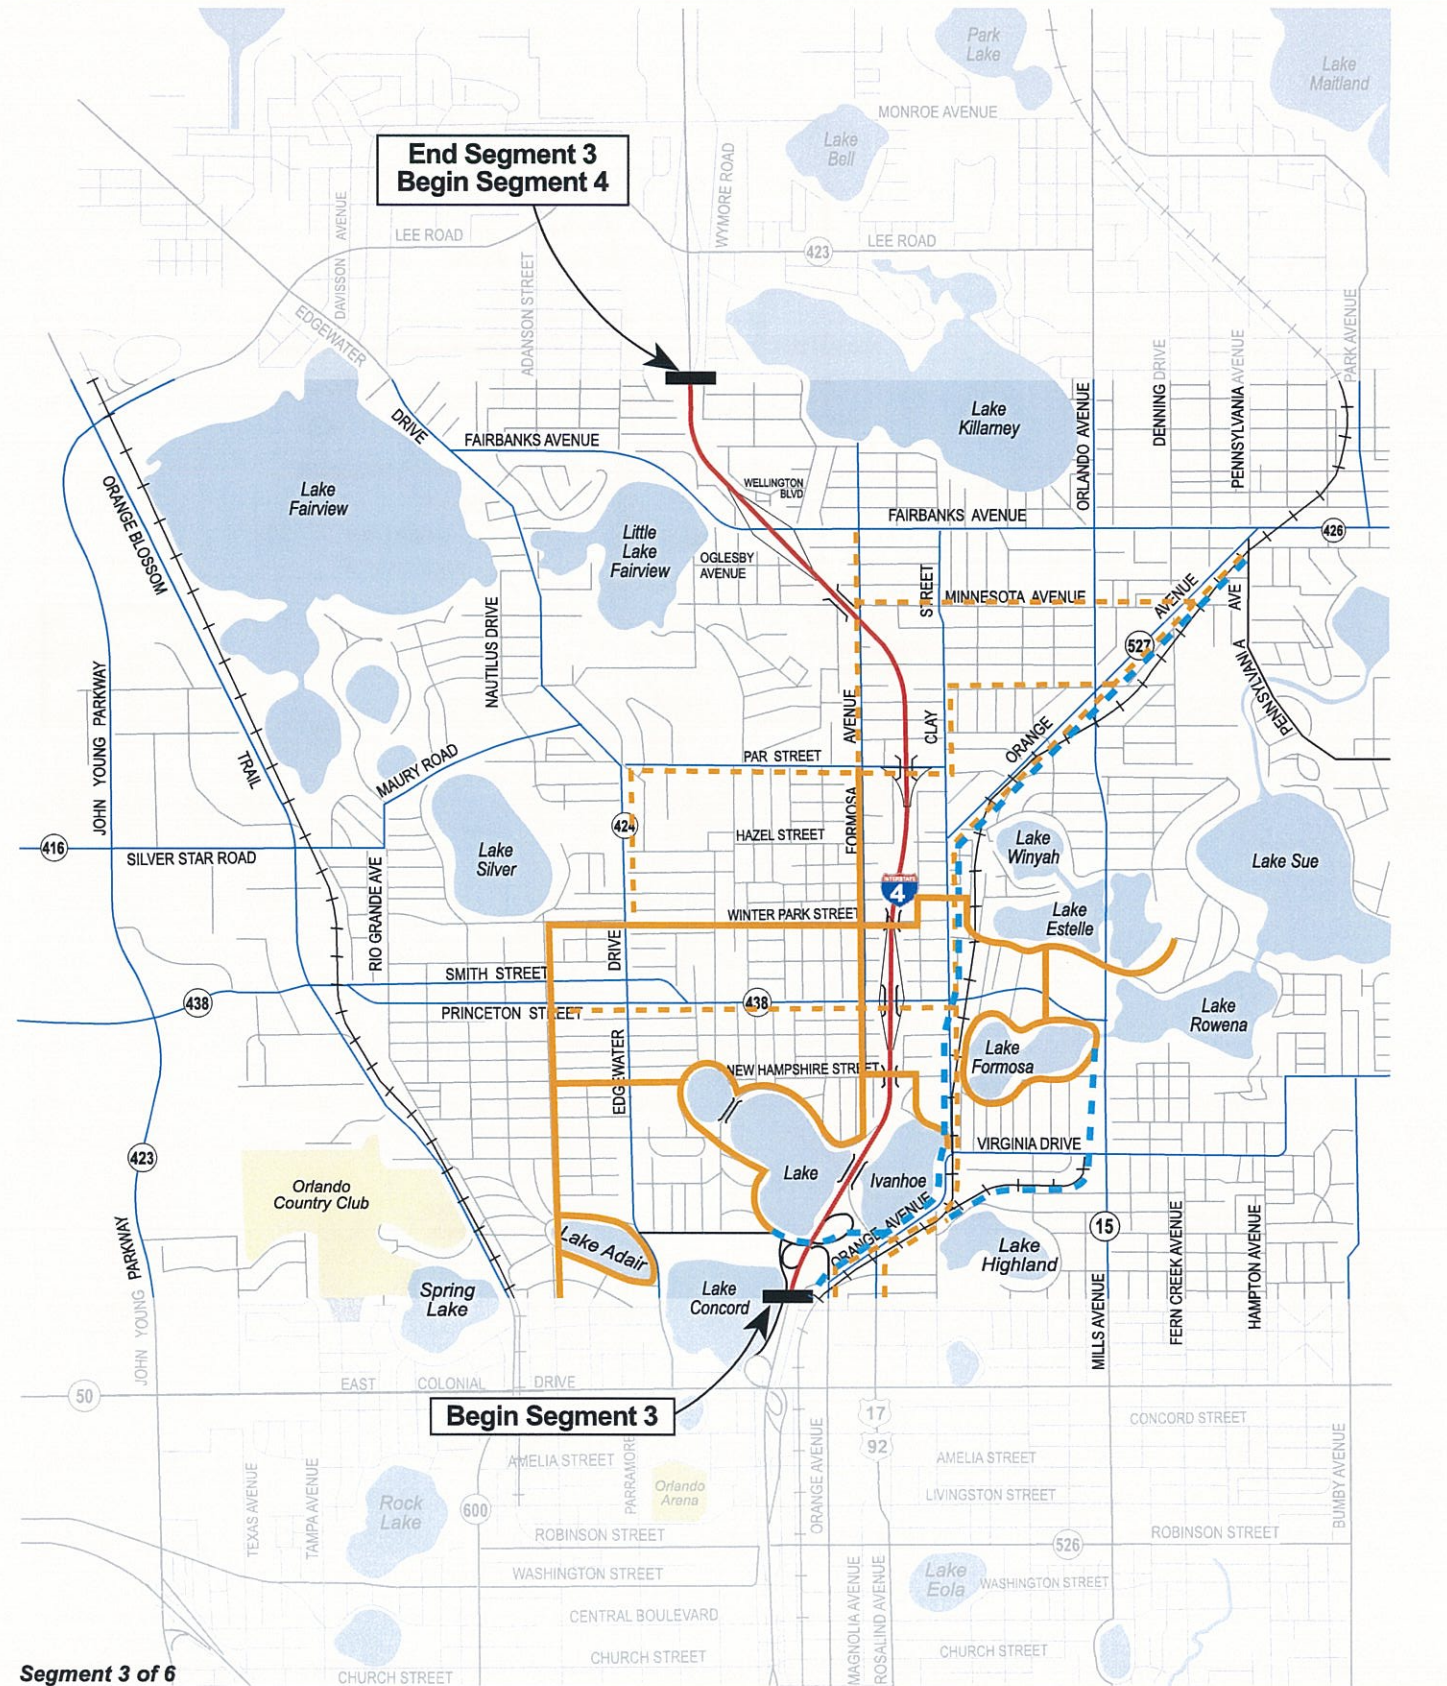 Park
Lake
Lake
Maitland
MONROE AVENUE
Lake
Bell
End Segment 3
Begin Segment 4
WYMORE ROAD
DAVISSON AVENUE
LEE ROAD
LEE ROAD
423
ADANSON STREET
EDGEWATER
DRIVE
PARK AVENUE
DENNING DRIVE
PENNSYLVANIA AVENUE
ORLANDO AVENUE
Lake
Killarney
FAIRBANKS AVENUE
WELLINGTON
BLVD
Lake
Fairview
ORANGE BLOSSOM
TRAIL
FAIRBANKS AVENUE
426
Little
Lake
Fairview
OGLESBY
AVENUE
STREET
CLAY
MINNESOTA AVENUE
AVENUE
ORANGE
AVE
PENNSYLVANIA
527
NAUTILUS DRIVE
JOHN YOUNG PARKWAY
AVENUE
FORMOSA
PAR STREET
MAURY ROAD
424
HAZEL STREET
416
SILVER STAR ROAD
Lake
Silver
Lake
Winyah
Lake Sue
INTERSTATE
4
RIO GRANDE AVE
WINTER PARK STREET
Lake
Estelle
DRIVE
EDGEWATER
SMITH STREET
438
438
PRINCETON STREET
Lake
Rowena
Lake
Formosa
NEW HAMPSHIRE STREET
423
VIRGINIA DRIVE
Orlando
Country Club
Lake
Ivanhoe
ORANGE AVENUE
15
MILLS AVENUE
FERN CREEK AVENUE
HAMPTON AVENUE
JOHN YOUNG PARKWAY
Lake Adair
Lake
Highland
Spring
Lake
Lake
Concord
50
EAST COLONIAL DRIVE
Begin Segment 3
17
92
CONCORD STREET
ORANGE AVENUE
BUMBY AVENUE
AMELIA STREET
AMELIA STREET
PARRAMORE
TEXAS AVENUE
TAMPA AVENUE
Orlando
Arena
LIVINGSTON STREET
Rock
Lake
600
ROBINSON STREET
ROBINSON STREET
526
WASHINGTON STREET
Lake
Eola
WASHINGTON STREET
MAGNOLIA AVENUE
ROSALIND AVENUE
CENTRAL BOULEVARD
CHURCH STREET
CHURCH STREET
CHURCH STREET
Segment 3 of 6